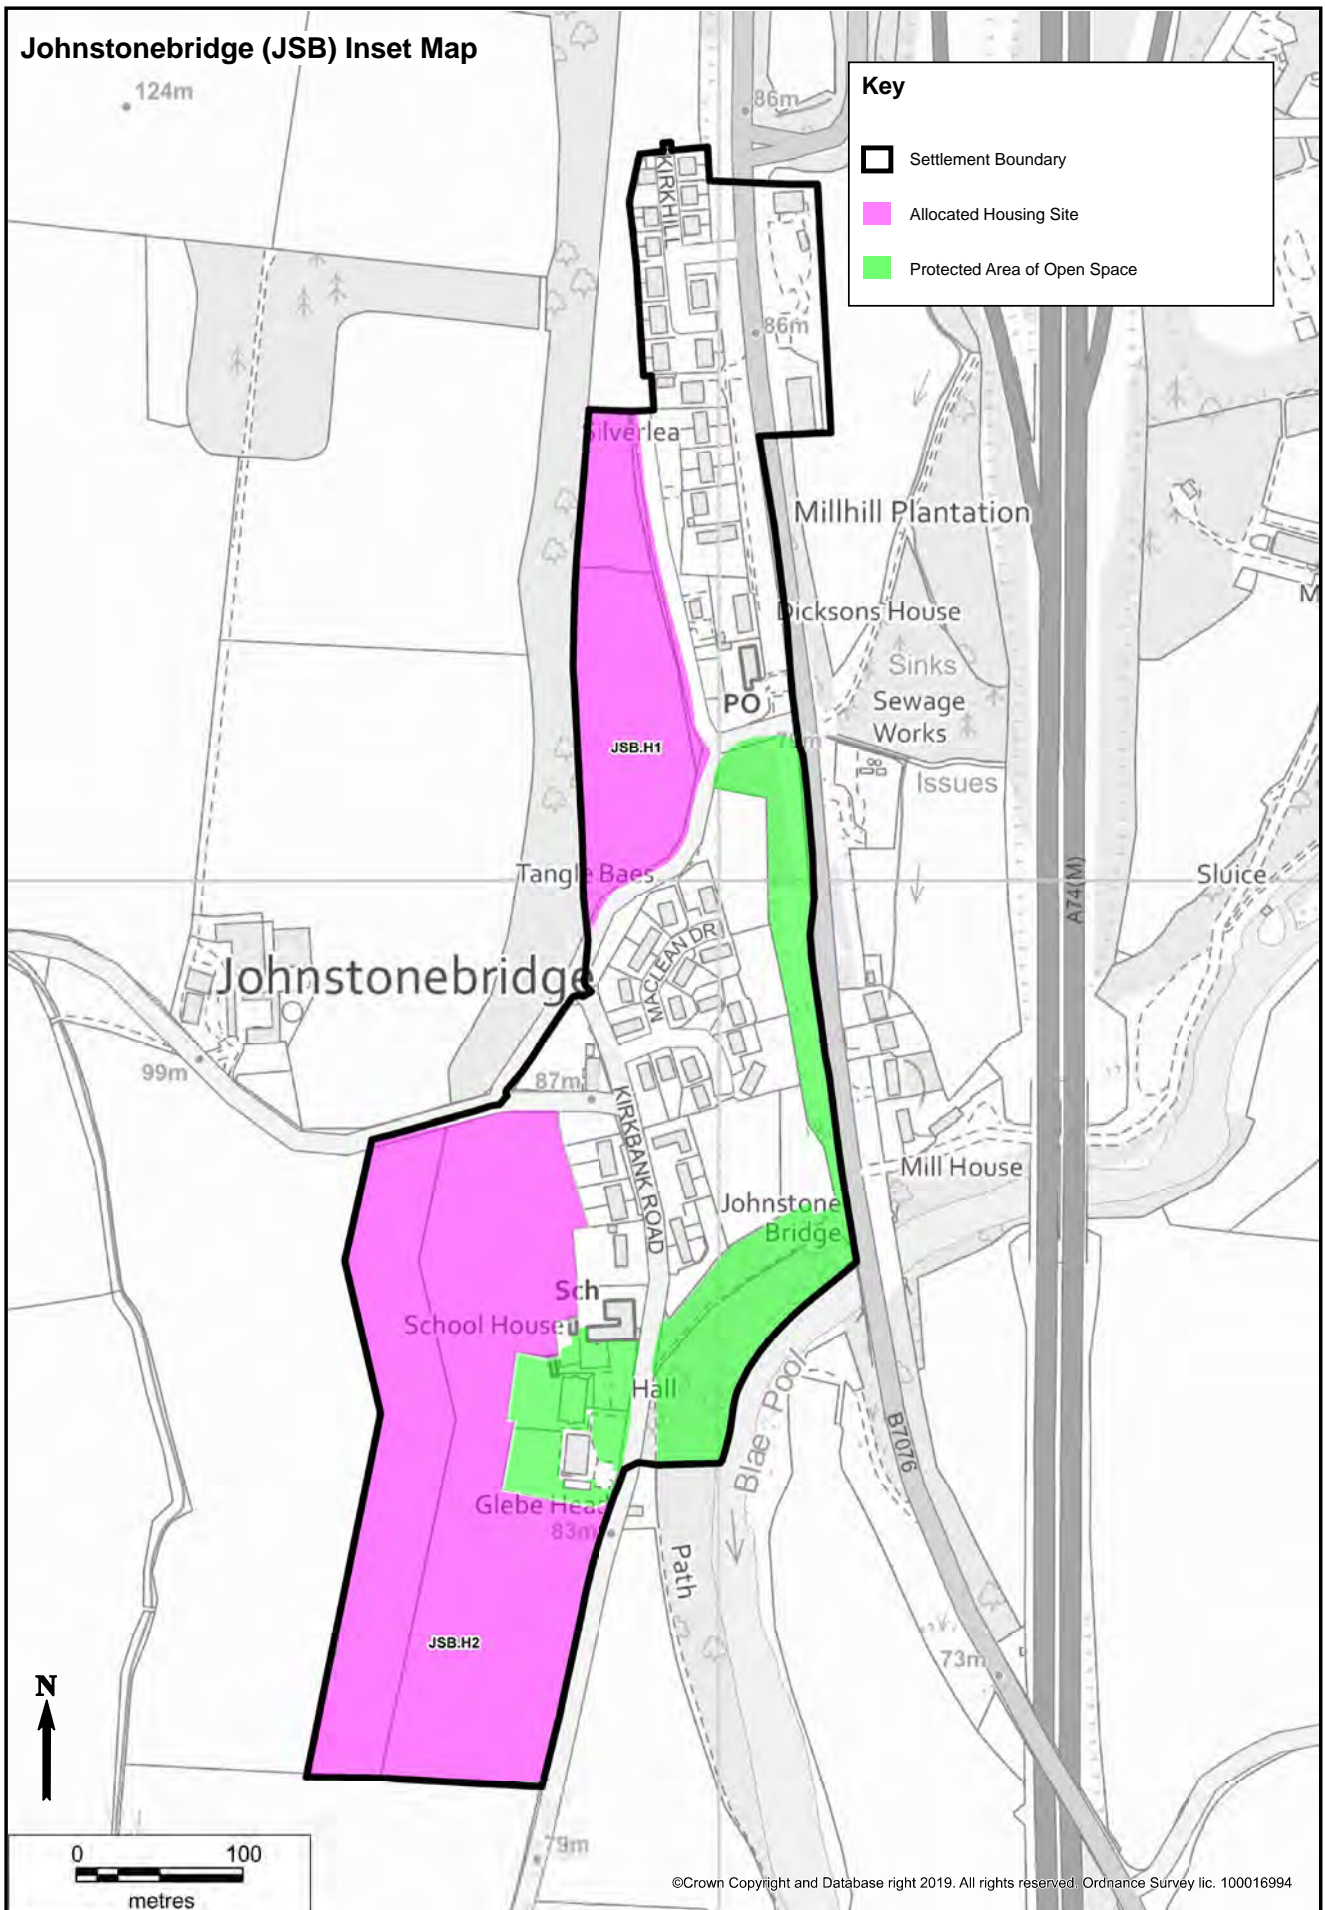 Johnstonebridge (JSB) Inset Map
124m
86m
Key
Settlement Boundary
Allocated Housing Site
Protected Area of Open Space
KIRKHILL
86m
Silverlea
Millhill Plantation
Dicksons House
Sinks
Sewage
Works
PO
79m
JSB.H1
Issues
Tangle Baes
A74(M)
Sluice
MACLEAN DR
Johnstonebridge
99m
87m
KIRKBANK ROAD
Mill House
Johnstone
Bridge
Sch
School House
Hall
Blae Pool
B7076
Glebe Head
83m
Path
JSB.H2
73m
N
79m
0 100
metres
©Crown Copyright and Database right 2019. All rights reserved. Ordnance Survey lic. 100016994